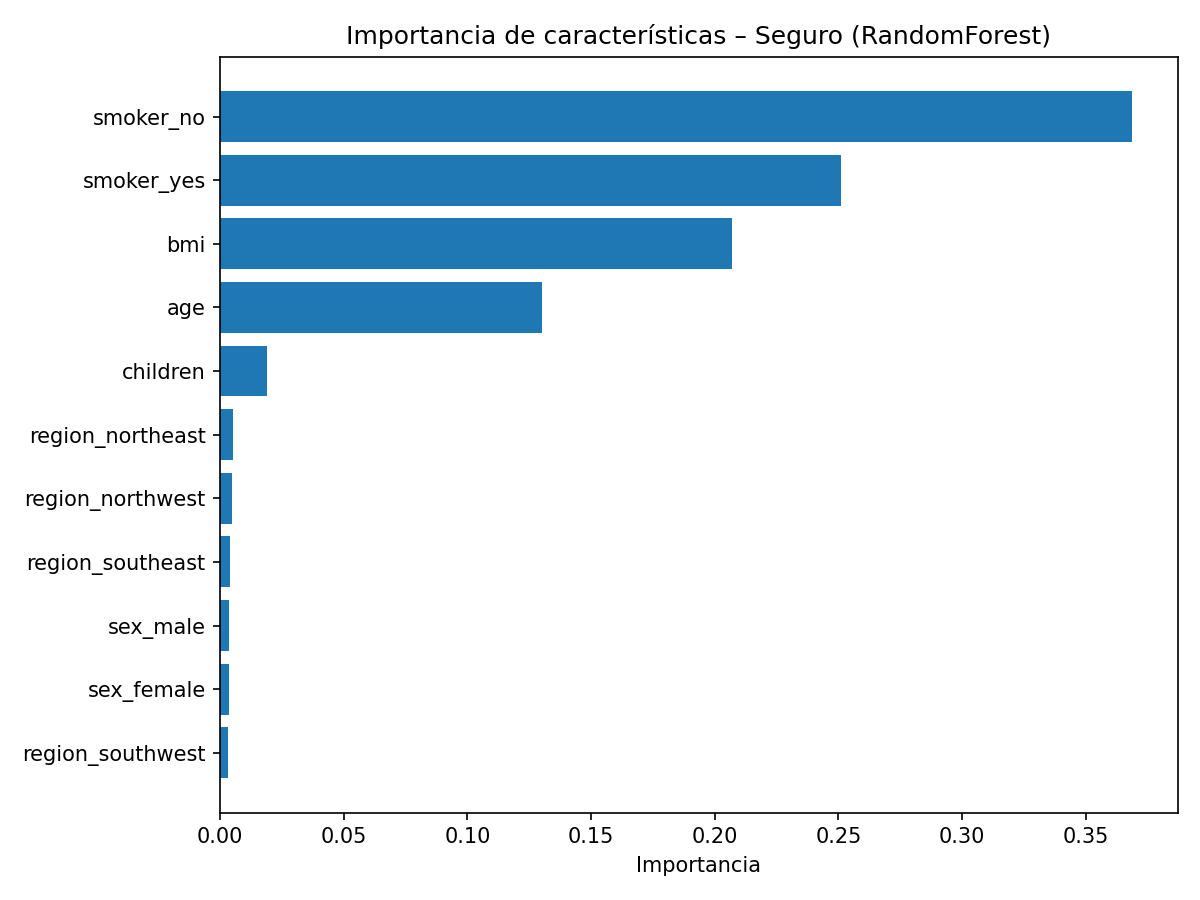 Importancia de características – Seguro (RandomForest)
smoker_no
smoker_yes
bmi
age
children
region_northeast
region_northwest
region_southeast
sex_male
sex_female
region_southwest
0.00 0.05 0.10 0.15 0.20 0.25 0.30 0.35
Importancia